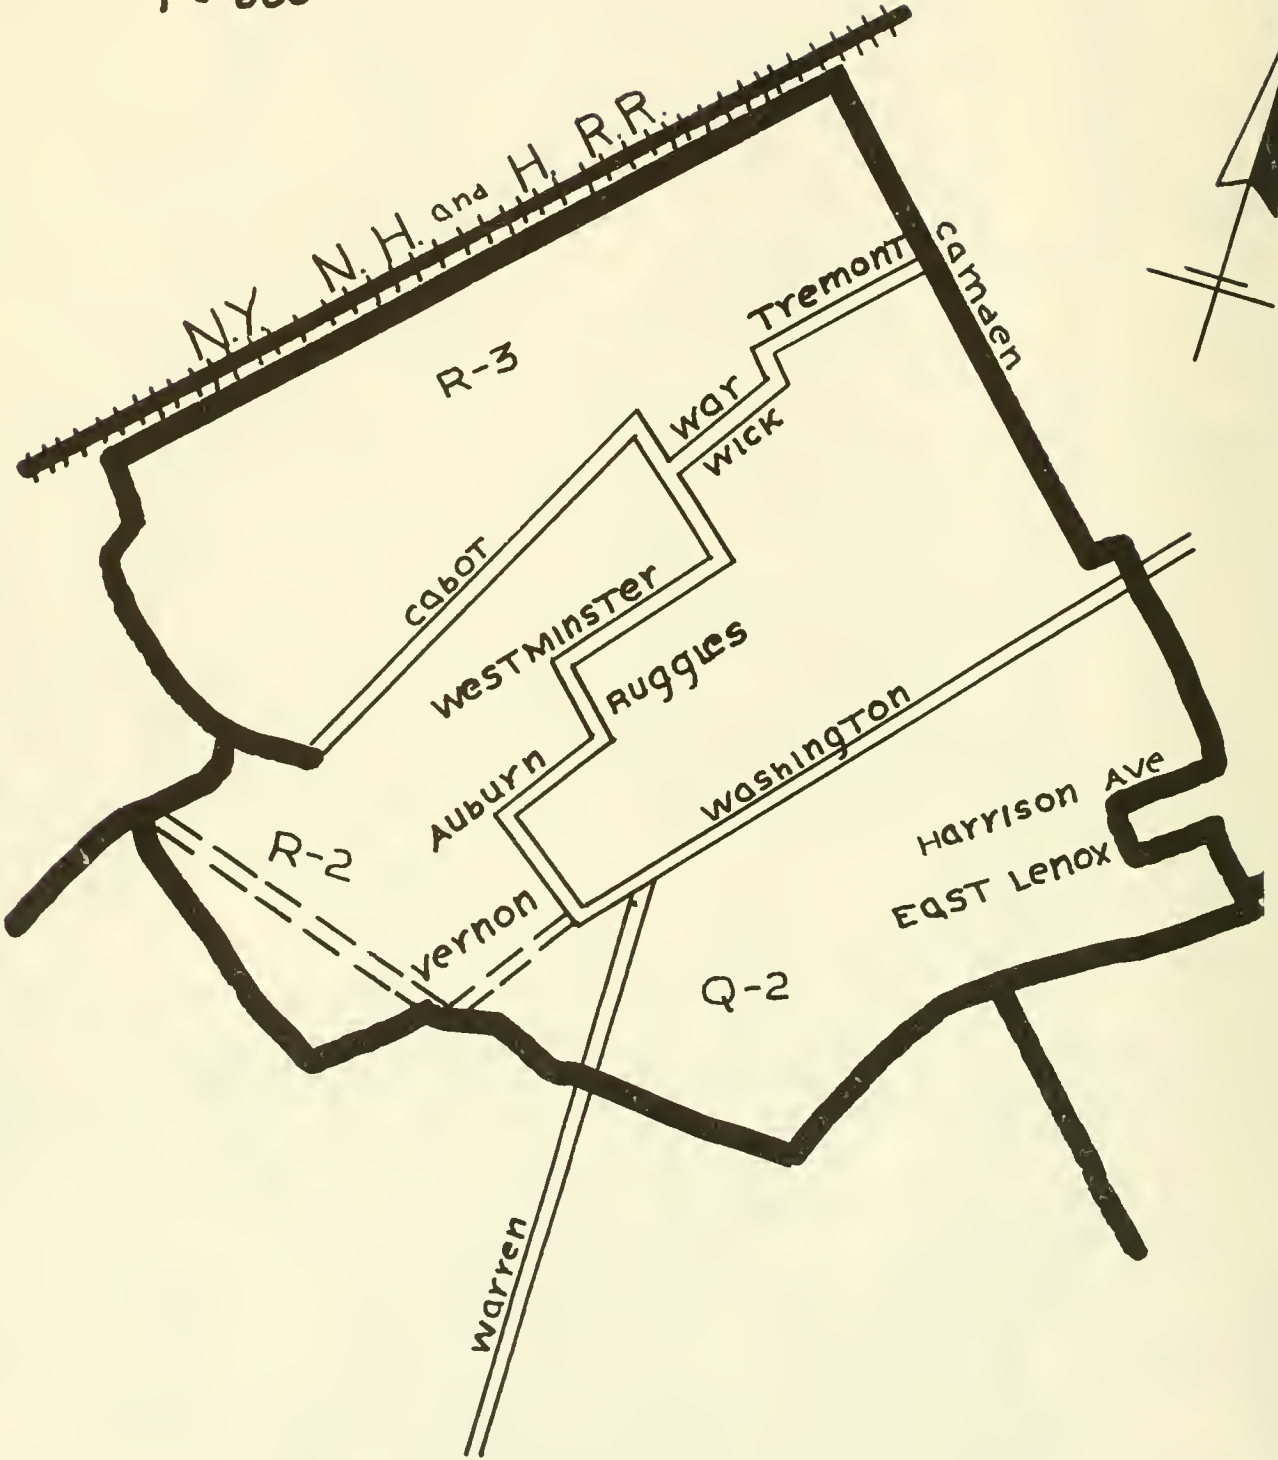 N.Y. N.H. and H. R.R.
Camden
Tremont
R-3
War
wick
Cabot
Westminster
Ruggles
Auburn
Washington
Harrison Ave
East Lenox
R-2
Vernon
Q-2
Warren